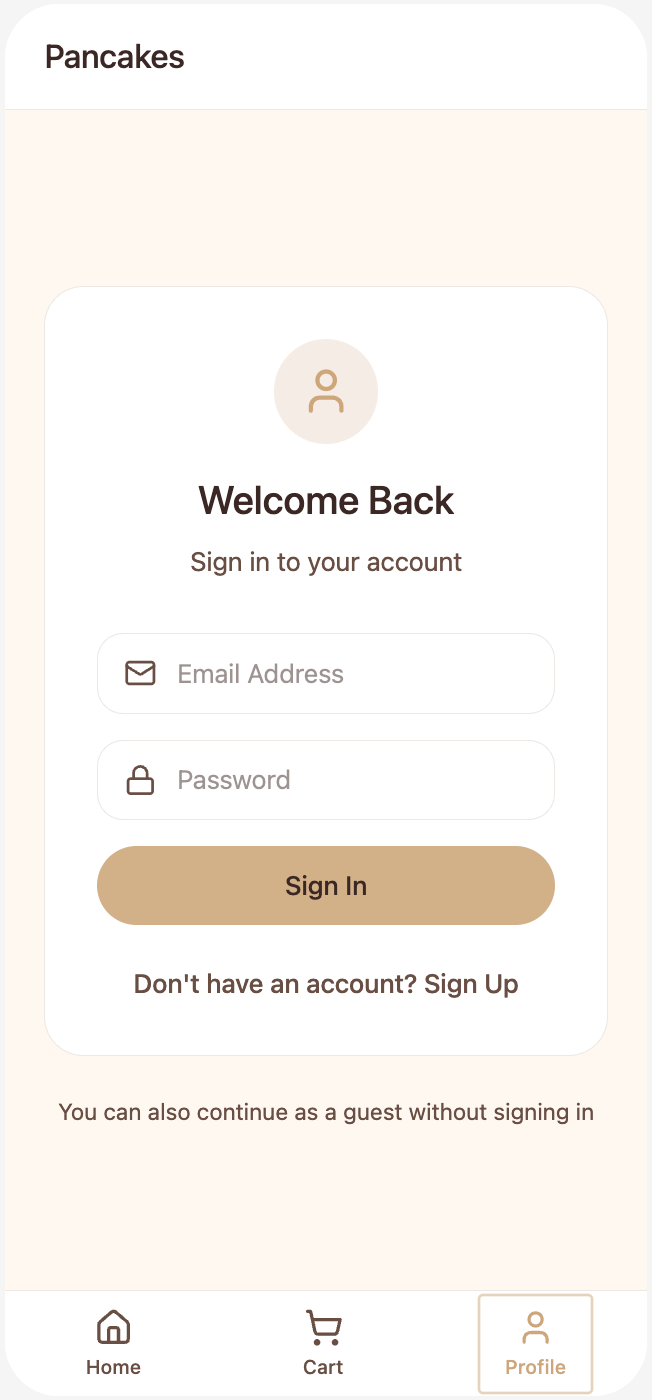 Pancakes
Welcome Back
Sign in to your account
Email Address
Password
Sign In
Don't have an account? Sign Up
You can also continue as a guest without signing in
Home
Cart
Profile